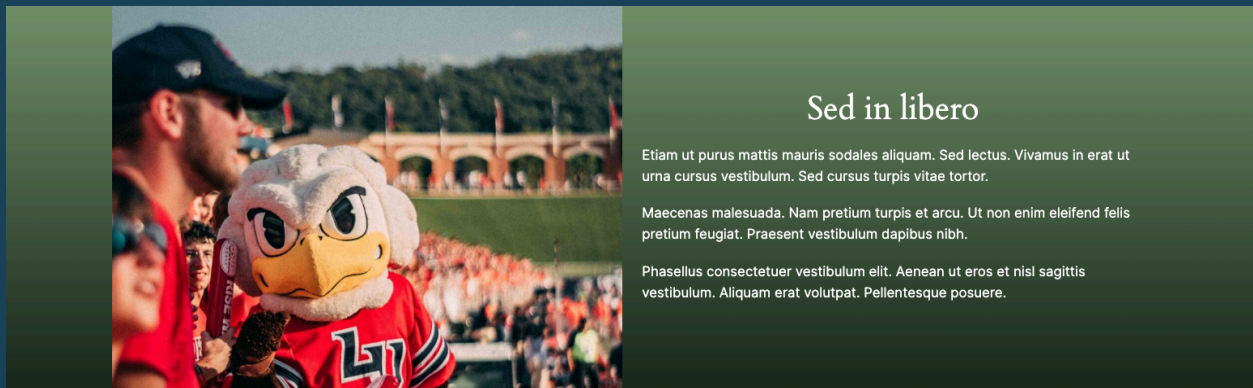 Sed in libero
Etiam ut purus mattis mauris sodales aliquam. Sed lectus. Vivamus in erat ut
urna cursus vestibulum. Sed cursus turpis vitae tortor.
Maecenas malesuada. Nam pretium turpis et arcu. Ut non enim eleifend felis
pretium feugiat. Praesent vestibulum dapibus nibh.
Phasellus consectetuer vestibulum elit. Aenean ut eros et nisl sagittis
vestibulum. Aliquam erat volutpat. Pellentesque posuere.
LU